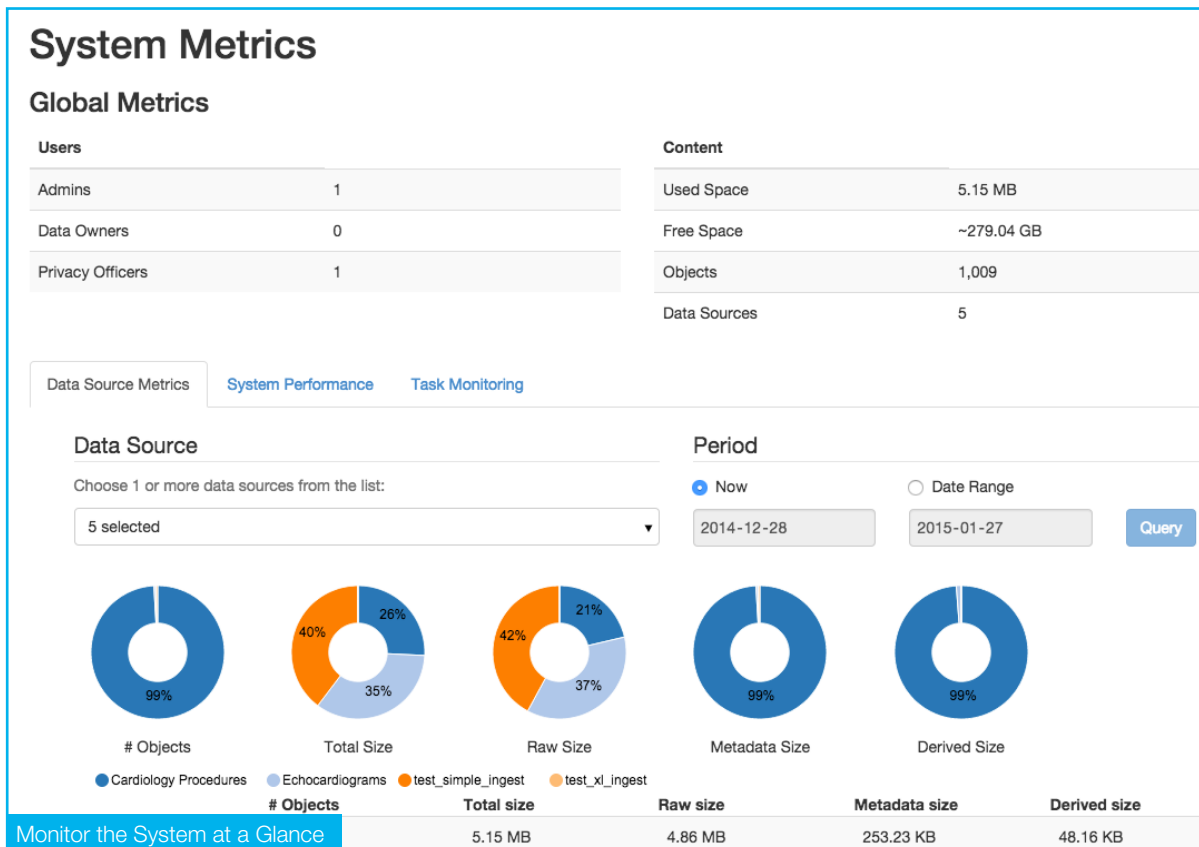 System Metrics
Global Metrics
Users
Admins 1
Data Owners 0
Privacy Officers 1
Content
Used Space 5.15 MB
Free Space ~279.04 GB
Objects 1,009
Data Sources 5
Data Source Metrics System Performance Task Monitoring
Data Source
Choose 1 or more data sources from the list:
5 selected
Period
Now Date Range
2014-12-28 2015-01-27 Query
99%
# Objects
26%
40%
35%
Total Size
21%
42%
37%
Raw Size
99%
Metadata Size
99%
Derived Size
Cardiology Procedures Echocardiograms test_simple_ingest test_xl_ingest
# Objects Total size Raw size Metadata size Derived size
5.15 MB 4.86 MB 253.23 KB 48.16 KB
Monitor the System at a Glance